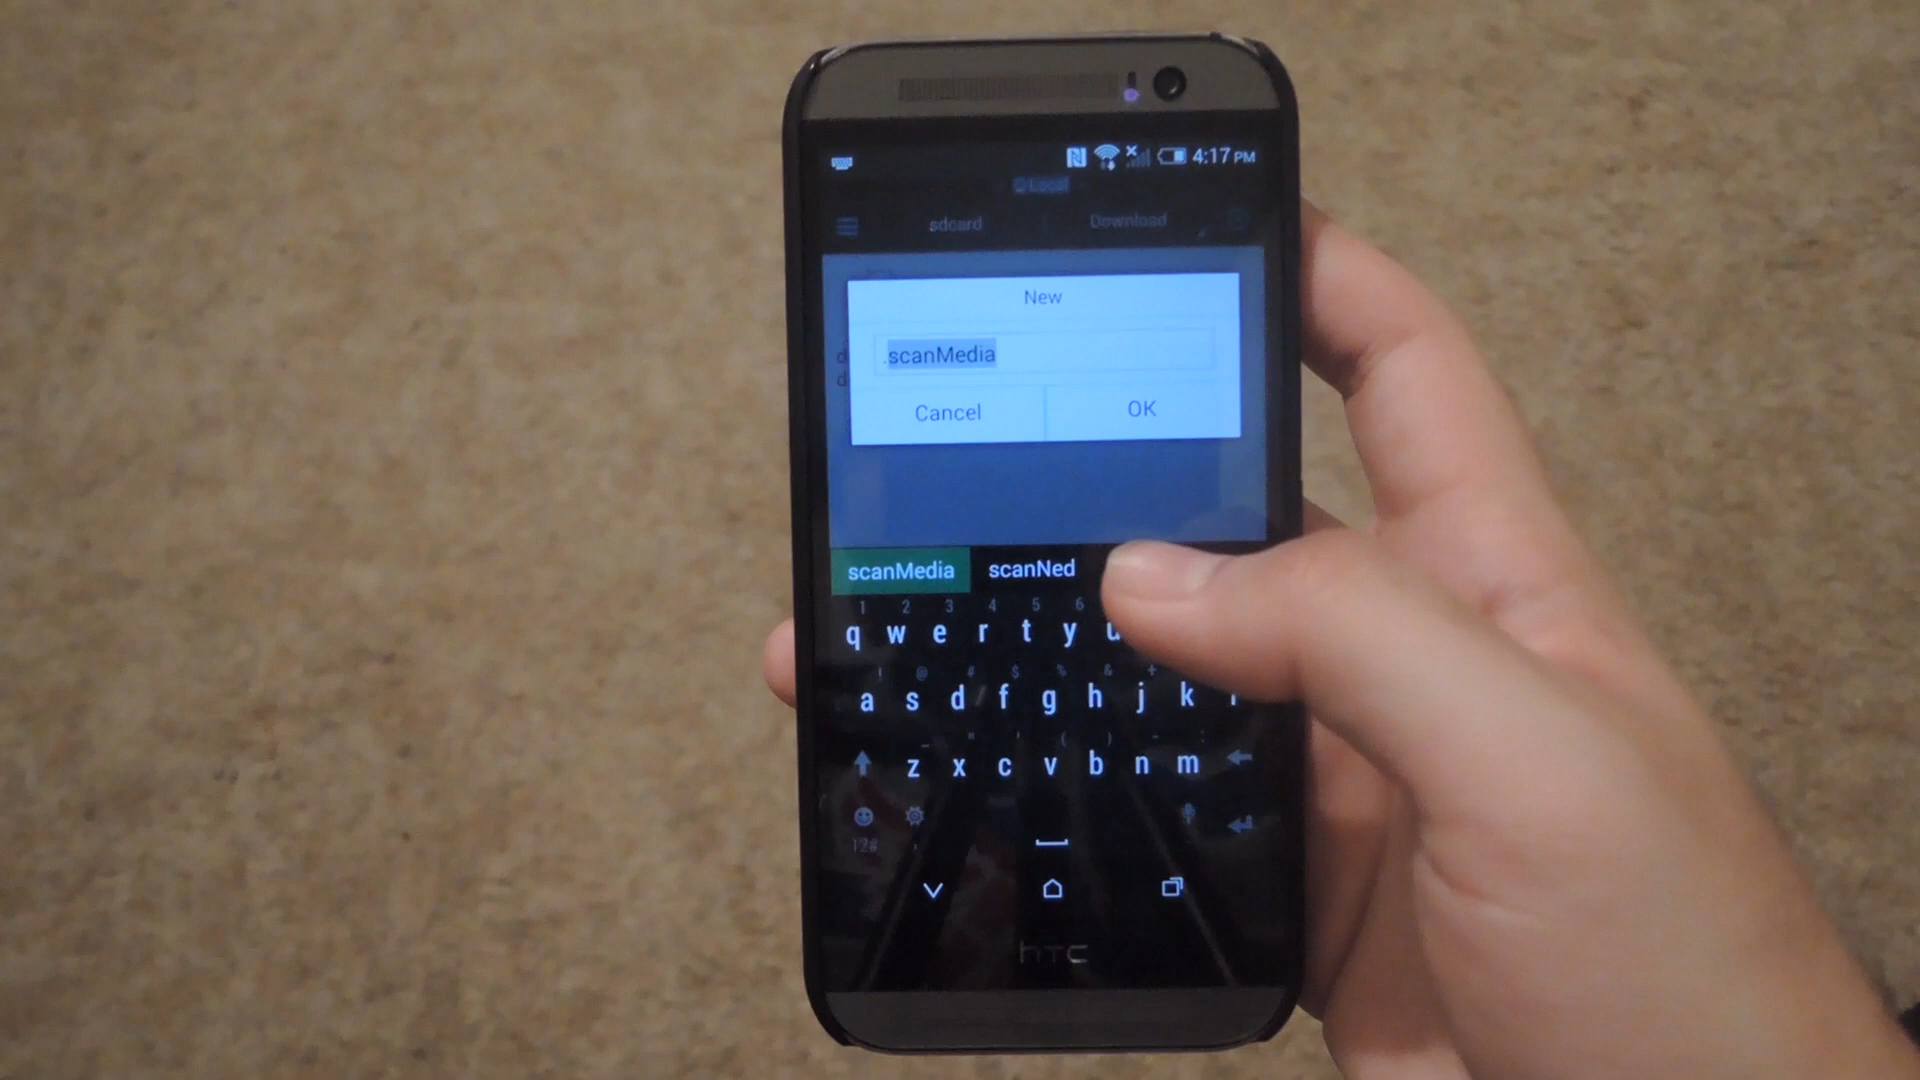 4:17 PM
Local
sdcard Download
New
.scanMedia
Cancel OK
scanMedia scanNed
1 2 3 4 5 6
q w e r t y u
! @ # $ % & +
a s d f g h j k l
_ " ' ( ) - :
z x c v b n m
12# ,
hTC